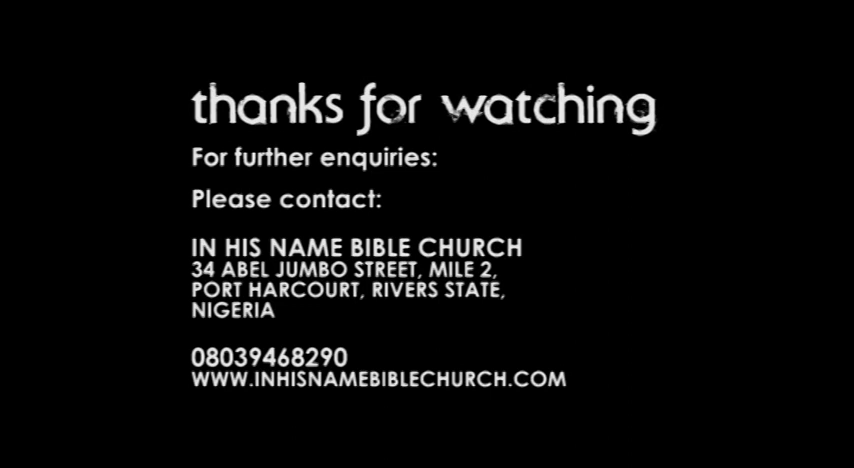 thanks for watching
For further enquiries:
Please contact:
IN HIS NAME BIBLE CHURCH
34 ABEL JUMBO STREET, MILE 2,
PORT HARCOURT, RIVERS STATE,
NIGERIA
08039468290
WWW.INHISNAMEBIBLECHURCH.COM